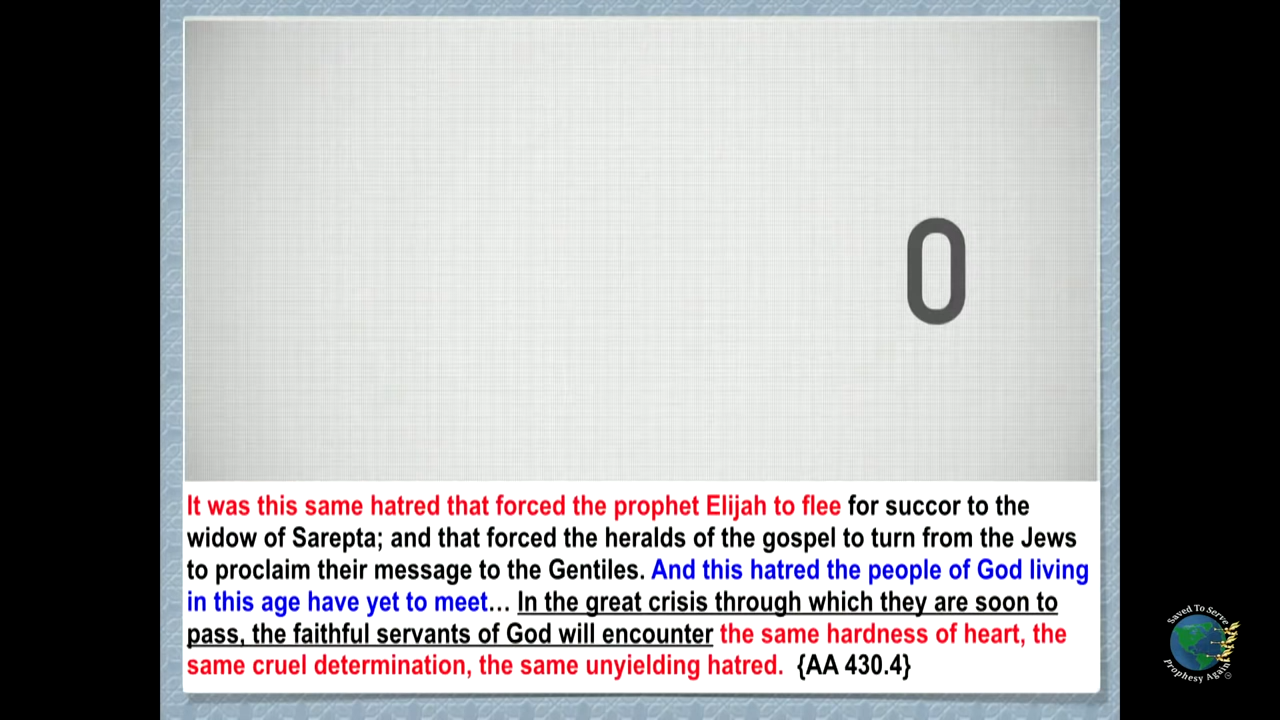 0
It was this same hatred that forced the prophet Elijah to flee for succor to the
widow of Sarepta; and that forced the heralds of the gospel to turn from the Jews
to proclaim their message to the Gentiles. And this hatred the people of God living
in this age have yet to meet… In the great crisis through which they are soon to
pass, the faithful servants of God will encounter the same hardness of heart, the
same cruel determination, the same unyielding hatred. {AA 430.4}
Saved To Serve
Prophesy Again